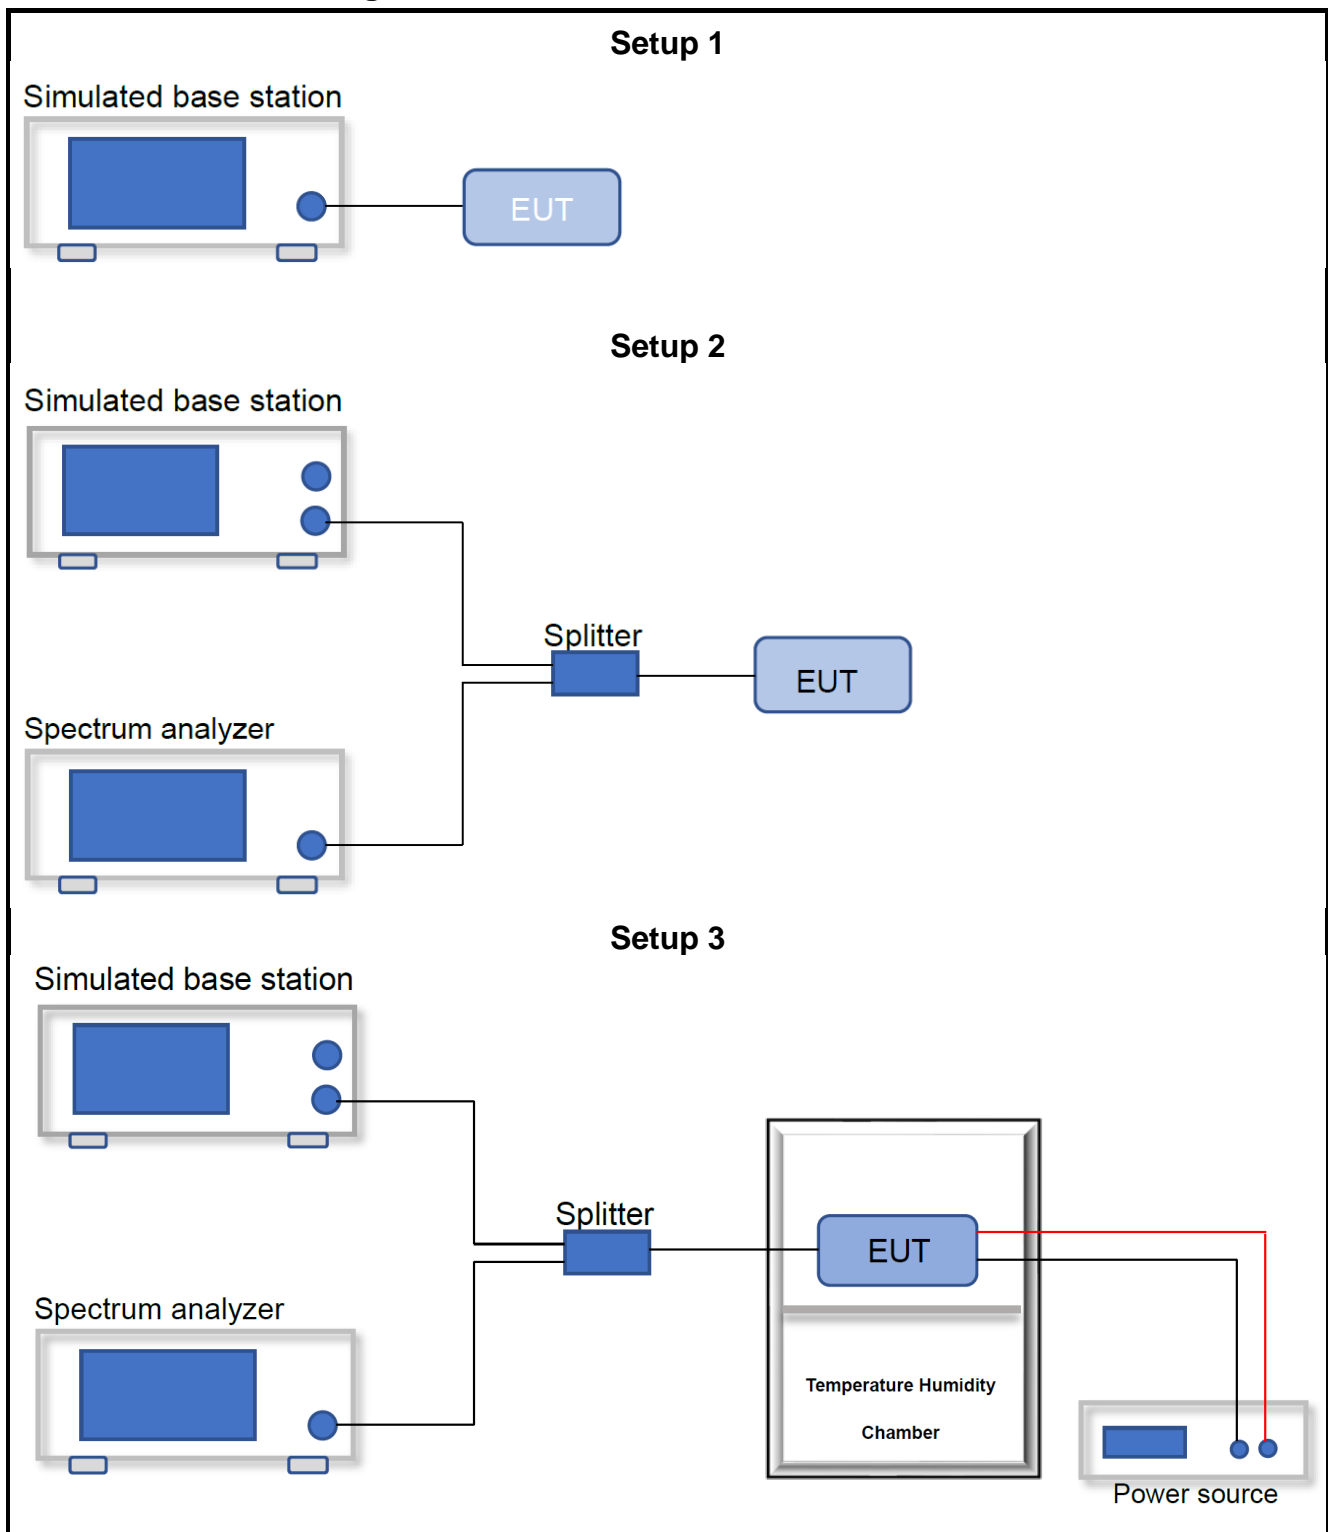 Setup 1
Simulated base station
EUT
Setup 2
Simulated base station
Splitter
EUT
Spectrum analyzer
Setup 3
Simulated base station
Splitter
EUT
Spectrum analyzer
Temperature Humidity
Chamber
Power source